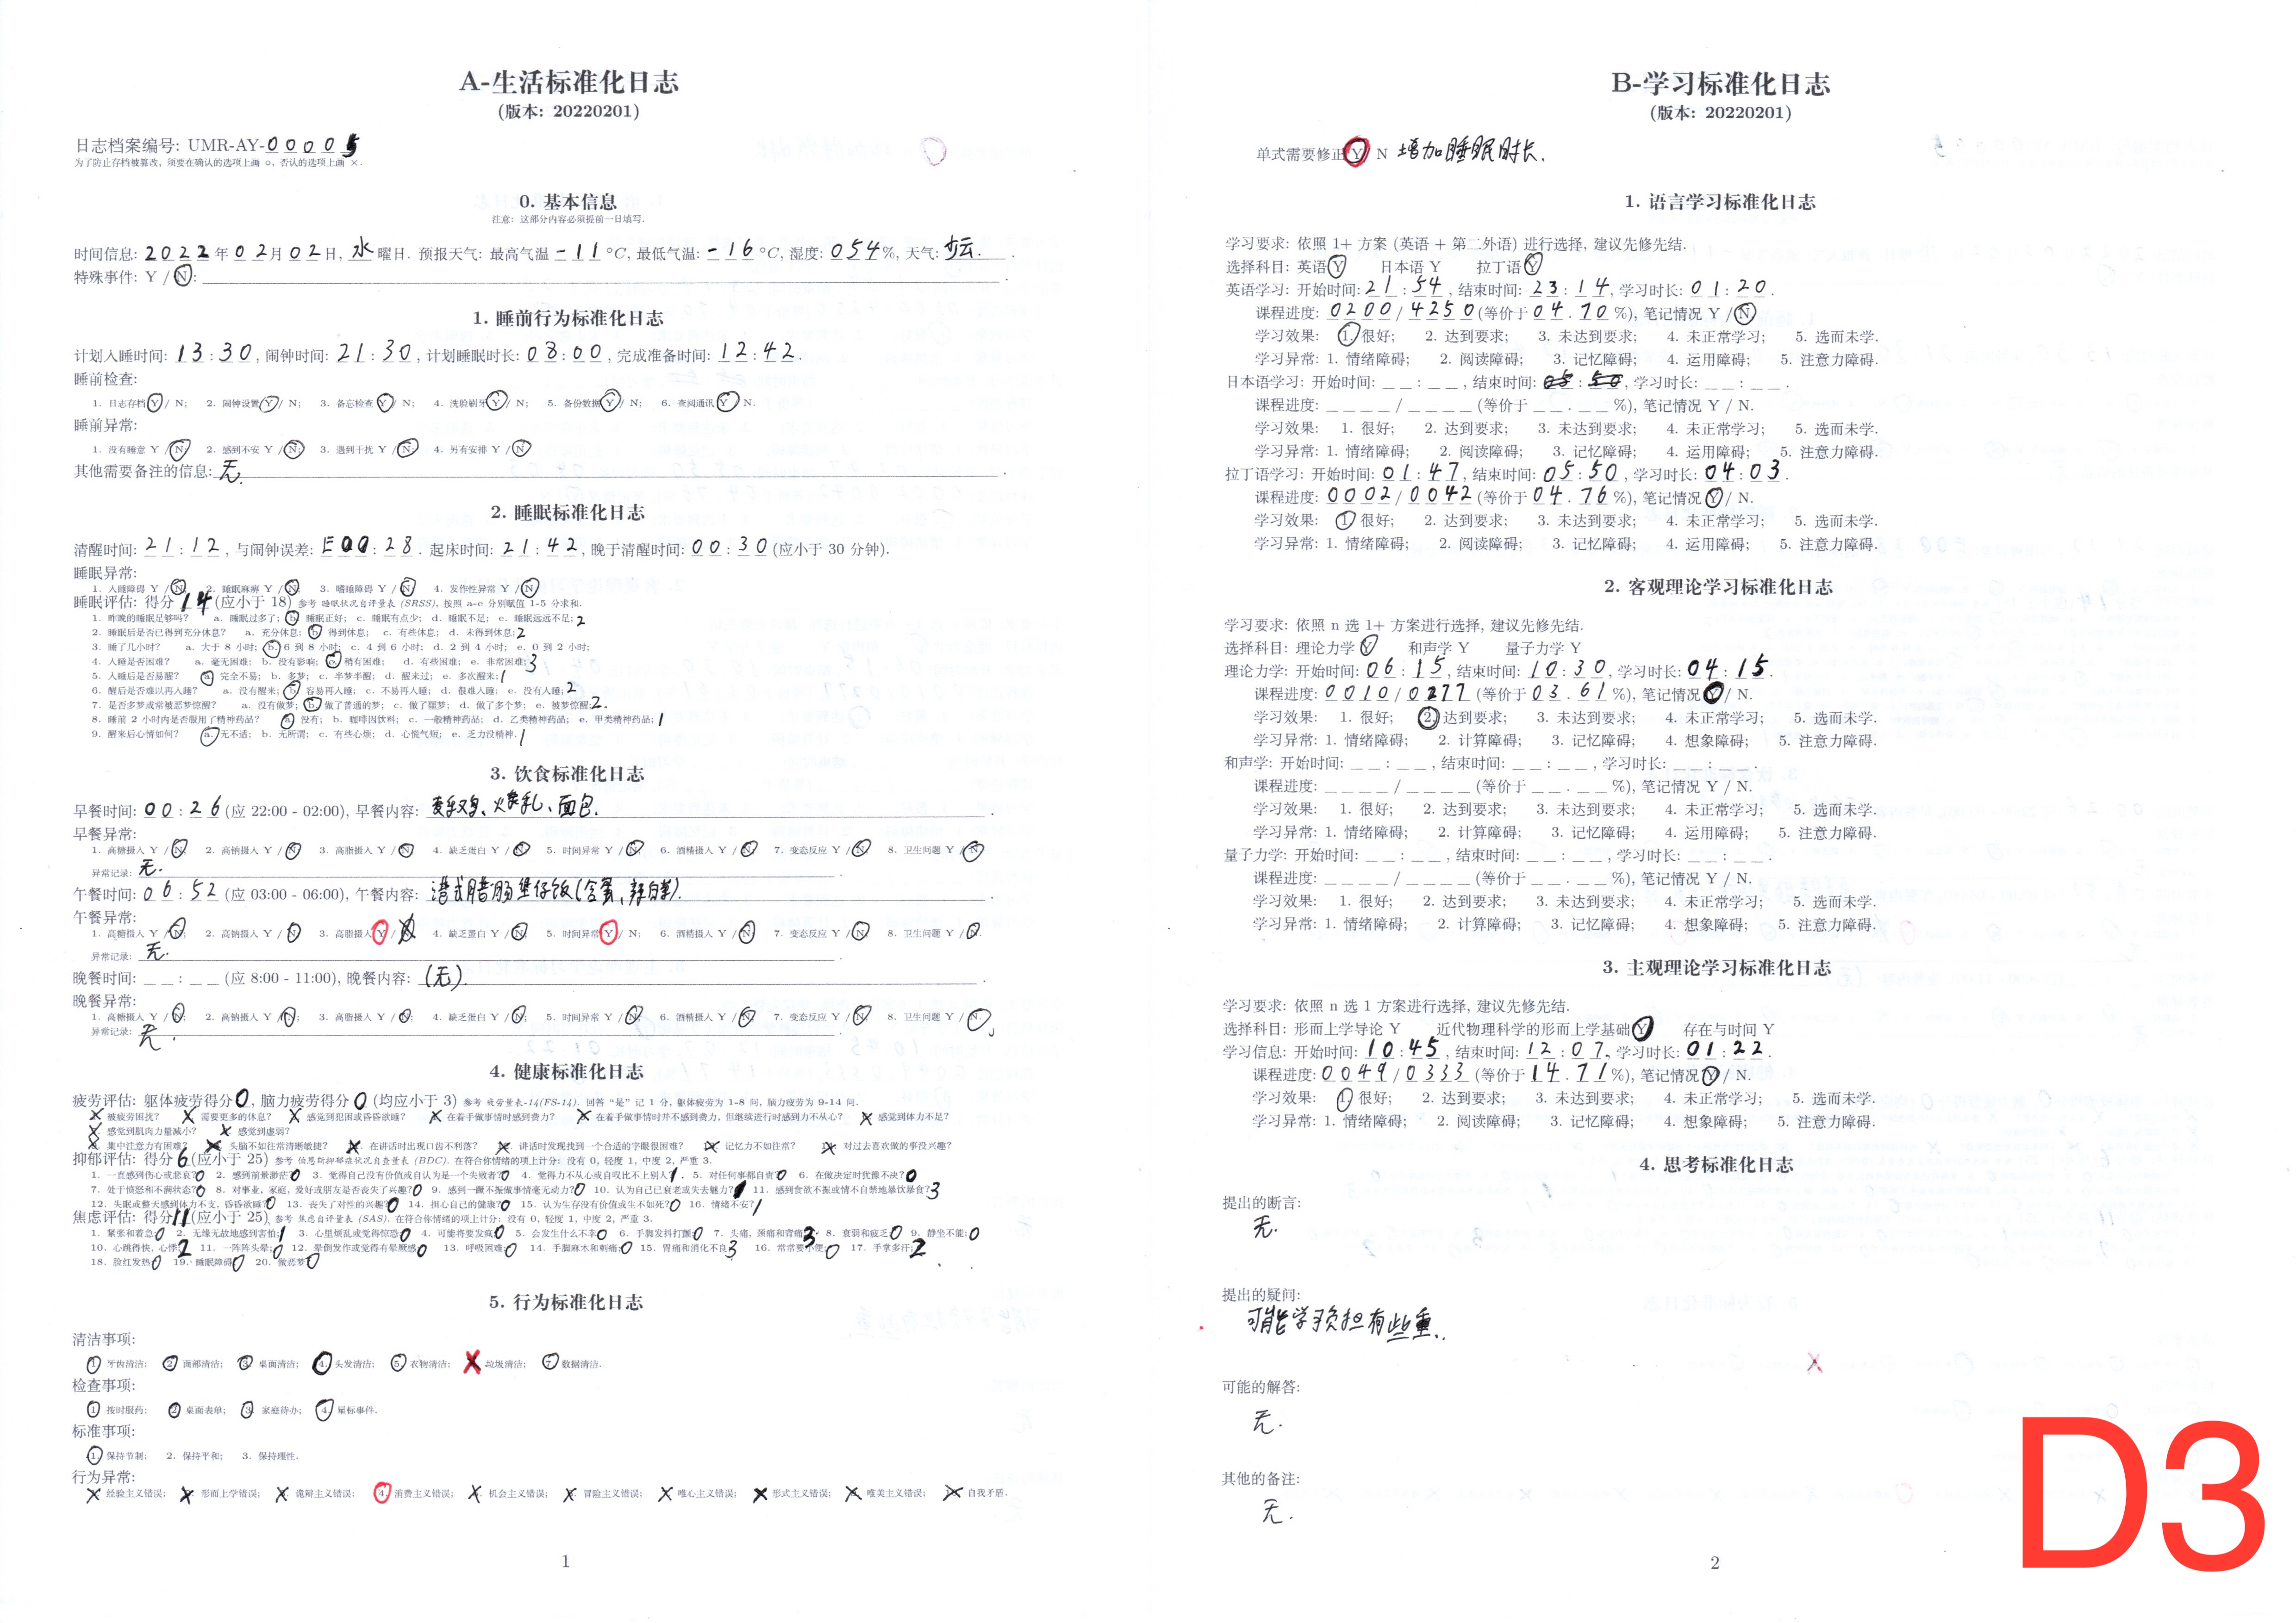 A-生活标准化日志
(版本: 20220201)
日志档案编号: UMR-AY-00005
为了防止存档被篡改, 须要在确认的选项上画 ○, 否认的选项上画 ×.
0. 基本信息
注意: 这部分内容必须提前一日填写.
时间信息: 2022年02月02日, 水曜日. 预报天气: 最高气温 -11°C, 最低气温: -16°C, 湿度: 054%, 天气: 少云.
特殊事件: Y / N:
1. 睡前行为标准化日志
计划入睡时间: 13:30, 闹钟时间: 21:30, 计划睡眠时长: 08:00, 完成准备时间: 12:42.
睡前检查:
1. 日志存档 Y / N; 2. 闹钟设置 Y / N; 3. 备忘检查 Y / N; 4. 洗脸刷牙 Y / N; 5. 备份数据 Y / N; 6. 查阅通讯 Y / N.
睡前异常:
1. 没有睡意 Y / N; 2. 感到不安 Y / N; 3. 遇到干扰 Y / N; 4. 另有安排 Y / N;
其他需要备注的信息: 无.
2. 睡眠标准化日志
清醒时间: 21:12, 与闹钟误差: E00:28. 起床时间: 21:42, 晚于清醒时间: 00:30 (应小于 30 分钟).
睡眠异常:
1. 入睡障碍 Y / N; 2. 睡眠麻痹 Y / N; 3. 嗜睡障碍 Y / N; 4. 发作性异常 Y / N.
睡眠评估: 得分 14 (应小于 18) 参考 睡眠状况自评量表 (SRSS), 按照 a-e 分别赋值 1-5 分求和.
1. 昨晚的睡眠足够吗? a. 睡眠过多了; b. 睡眠正好; c. 睡眠有点少; d. 睡眠不足; e. 睡眠远远不足; 2
2. 睡眠后是否已得到充分休息? a. 充分休息; b. 得到休息; c. 有些休息; d. 未得到休息; 2
3. 睡了几小时? a. 大于 8 小时; b. 6 到 8 小时; c. 4 到 6 小时; d. 2 到 4 小时; e. 0 到 2 小时;
4. 入睡是否困难? a. 毫无困难; b. 没有影响; c. 稍有困难; d. 有些困难; e. 非常困难; 3
5. 入睡后是否易醒? a. 完全不易; b. 多梦; c. 半梦半醒; d. 醒来过; e. 多次醒来; 1
6. 醒后是否难以再入睡? a. 没有醒来; b. 容易再入睡; c. 不易再入睡; d. 很难入睡; e. 没有入睡; 2
7. 是否多梦或常被恶梦惊醒? a. 没有做梦; b. 做了普通的梦; c. 做了噩梦; d. 做了多个梦; e. 被梦惊醒; 2.
8. 睡前 2 小时内是否服用了精神药品? a. 没有; b. 咖啡因饮料; c. 一般精神药品; d. 乙类精神药品; e. 甲类精神药品; 1
9. 醒来后心情如何? a. 无不适; b. 无所谓; c. 有些心烦; d. 心慌气短; e. 乏力没精神. 1
3. 饮食标准化日志
早餐时间: 00:26 (应 22:00 - 02:00), 早餐内容: 麦乐鸡、火炼乳、面包.
早餐异常:
1. 高糖摄入 Y / N; 2. 高钠摄入 Y / N; 3. 高脂摄入 Y / N; 4. 缺乏蛋白 Y / N; 5. 时间异常 Y / N; 6. 酒精摄入 Y / N; 7. 变态反应 Y / N; 8. 卫生问题 Y / N.
异常记录: 无.
午餐时间: 06:52 (应 03:00 - 06:00), 午餐内容: 港式腊肠煲仔饭(含蛋、辣白菜).
午餐异常:
1. 高糖摄入 Y / N; 2. 高钠摄入 Y / N; 3. 高脂摄入 Y / N; 4. 缺乏蛋白 Y / N; 5. 时间异常 Y / N; 6. 酒精摄入 Y / N; 7. 变态反应 Y / N; 8. 卫生问题 Y / N.
异常记录: 无.
晚餐时间: __:__ (应 8:00 - 11:00), 晚餐内容: (无).
晚餐异常:
1. 高糖摄入 Y / N; 2. 高钠摄入 Y / N; 3. 高脂摄入 Y / N; 4. 缺乏蛋白 Y / N; 5. 时间异常 Y / N; 6. 酒精摄入 Y / N; 7. 变态反应 Y / N; 8. 卫生问题 Y / N.
异常记录: 无.
4. 健康标准化日志
疲劳评估: 躯体疲劳得分 0, 脑力疲劳得分 0 (均应小于 3) 参考 疲劳量表-14(FS-14). 回答 “是” 记 1 分, 躯体疲劳为 1-8 问, 脑力疲劳为 9-14 问.
被疲劳困扰? 需要更多的休息? 感觉到犯困或昏昏欲睡? 在着手做事情时感到费力? 在着手做事情时并不感到费力, 但继续进行时感到力不从心? 感觉到体力不足?
感觉到肌肉力量减小? 感觉到虚弱?
集中注意力有困难? 头脑不如往常清晰敏捷? 在讲话时出现口齿不利落? 讲话时发现找到一个合适的字眼很困难? 记忆力不如往常? 对过去喜欢做的事没兴趣?
抑郁评估: 得分 6 (应小于 25) 参考 伯恩斯抑郁症状况自查量表 (BDC). 在符合你情绪的项上计分: 没有 0, 轻度 1, 中度 2, 严重 3.
1. 一直感到伤心或悲哀? 0 2. 感到前景渺茫? 0 3. 觉得自己没有价值或自认为是一个失败者? 0 4. 觉得力不从心或自叹比不上别人? 1. 5. 对任何事都自责? 0 6. 在做决定时犹豫不决? 0
7. 处于愤怒和不满状态? 0 8. 对事业, 家庭, 爱好或朋友是否丧失了兴趣? 0 9. 感到一蹶不振做事情毫无动力? 0 10. 认为自己已衰老或失去魅力? 11. 感到食欲不振或情不自禁地暴饮暴食? 3
12. 失眠或整天感到体力不支, 昏昏欲睡? 0 13. 丧失了对性的兴趣? 0 14. 担心自己的健康? 0 15. 认为生存没有价值或生不如死? 0 16. 情绪不安? 1
焦虑评估: 得分 11 (应小于 25) 参考 焦虑自评量表 (SAS). 在符合你情绪的项上计分: 没有 0, 轻度 1, 中度 2, 严重 3.
1. 紧张和着急; 0 2. 无缘无故地感到害怕; 1 3. 心里烦乱或觉得惊恐; 0 4. 可能将要发疯; 0 5. 会发生什么不幸; 0 6. 手脚发抖打颤; 0 7. 头痛, 颈痛和背痛; 3 8. 衰弱和疲乏; 0 9. 静坐不能; 0
10. 心跳得快, 心悸; 2 11. 一阵阵头晕; 0 12. 晕倒发作或觉得有晕厥感; 0 13. 呼吸困难; 0 14. 手脚麻木和刺痛; 0 15. 胃痛和消化不良; 3 16. 常常要小便; 0 17. 手掌多汗; 2
18. 脸红发热; 0 19. 睡眠障碍; 0 20. 做恶梦; 0
5. 行为标准化日志
清洁事项:
1. 牙齿清洁; 2. 面部清洁; 3. 桌面清洁; 4. 头发清洁; 5. 衣物清洁; 垃圾清洁; 7. 数据清洁.
检查事项:
1. 按时服药; 2. 桌面表单; 3. 家庭待办; 4. 星标事件.
标准事项:
1. 保持节制; 2. 保持平和; 3. 保持理性.
行为异常:
经验主义错误; 形而上学错误; 诡辩主义错误; 4. 消费主义错误; 机会主义错误; 冒险主义错误; 唯心主义错误; 形式主义错误; 唯美主义错误; 自我矛盾.
1
B-学习标准化日志
(版本: 20220201)
单式需要修正 Y / N 增加睡眠时长.
1. 语言学习标准化日志
学习要求: 依照 1+ 方案 (英语 + 第二外语) 进行选择, 建议先修先结.
选择科目: 英语 Y 日本语 Y 拉丁语 Y
英语学习: 开始时间: 21:54, 结束时间: 23:14, 学习时长: 01:20.
课程进度: 0200/4250 (等价于 04.70%), 笔记情况 Y / N.
学习效果: 1. 很好; 2. 达到要求; 3. 未达到要求; 4. 未正常学习; 5. 选而未学.
学习异常: 1. 情绪障碍; 2. 阅读障碍; 3. 记忆障碍; 4. 运用障碍; 5. 注意力障碍.
日本语学习: 开始时间: __:__, 结束时间: 05:50, 学习时长: __:__.
课程进度: ____/____ (等价于 __.__%), 笔记情况 Y / N.
学习效果: 1. 很好; 2. 达到要求; 3. 未达到要求; 4. 未正常学习; 5. 选而未学.
学习异常: 1. 情绪障碍; 2. 阅读障碍; 3. 记忆障碍; 4. 运用障碍; 5. 注意力障碍.
拉丁语学习: 开始时间: 01:47, 结束时间: 05:50, 学习时长: 04:03.
课程进度: 0002/0042 (等价于 04.76%), 笔记情况 Y / N.
学习效果: 1. 很好; 2. 达到要求; 3. 未达到要求; 4. 未正常学习; 5. 选而未学.
学习异常: 1. 情绪障碍; 2. 阅读障碍; 3. 记忆障碍; 4. 运用障碍; 5. 注意力障碍.
2. 客观理论学习标准化日志
学习要求: 依照 n 选 1+ 方案进行选择, 建议先修先结.
选择科目: 理论力学 Y 和声学 Y 量子力学 Y
理论力学: 开始时间: 06:15, 结束时间: 10:30, 学习时长: 04:15.
课程进度: 0010/0277 (等价于 03.61%), 笔记情况 Y / N.
学习效果: 1. 很好; 2. 达到要求; 3. 未达到要求; 4. 未正常学习; 5. 选而未学.
学习异常: 1. 情绪障碍; 2. 计算障碍; 3. 记忆障碍; 4. 想象障碍; 5. 注意力障碍.
和声学: 开始时间: __:__, 结束时间: __:__, 学习时长: __:__.
课程进度: ____/____ (等价于 __.__%), 笔记情况 Y / N.
学习效果: 1. 很好; 2. 达到要求; 3. 未达到要求; 4. 未正常学习; 5. 选而未学.
学习异常: 1. 情绪障碍; 2. 计算障碍; 3. 记忆障碍; 4. 运用障碍; 5. 注意力障碍.
量子力学: 开始时间: __:__, 结束时间: __:__, 学习时长: __:__.
课程进度: ____/____ (等价于 __.__%), 笔记情况 Y / N.
学习效果: 1. 很好; 2. 达到要求; 3. 未达到要求; 4. 未正常学习; 5. 选而未学.
学习异常: 1. 情绪障碍; 2. 计算障碍; 3. 记忆障碍; 4. 想象障碍; 5. 注意力障碍.
3. 主观理论学习标准化日志
学习要求: 依照 n 选 1 方案进行选择, 建议先修先结.
选择科目: 形而上学导论 Y 近代物理科学的形而上学基础 Y 存在与时间 Y
学习信息: 开始时间: 10:45, 结束时间: 12:07, 学习时长: 01:22.
课程进度: 0049/0333 (等价于 14.71%), 笔记情况 Y / N.
学习效果: 1. 很好; 2. 达到要求; 3. 未达到要求; 4. 未正常学习; 5. 选而未学.
学习异常: 1. 情绪障碍; 2. 计算障碍; 3. 记忆障碍; 4. 想象障碍; 5. 注意力障碍.
4. 思考标准化日志
提出的断言:
无.
提出的疑问:
可能学习负担有些重.
可能的解答:
无.
其他的备注:
无.
2
D3